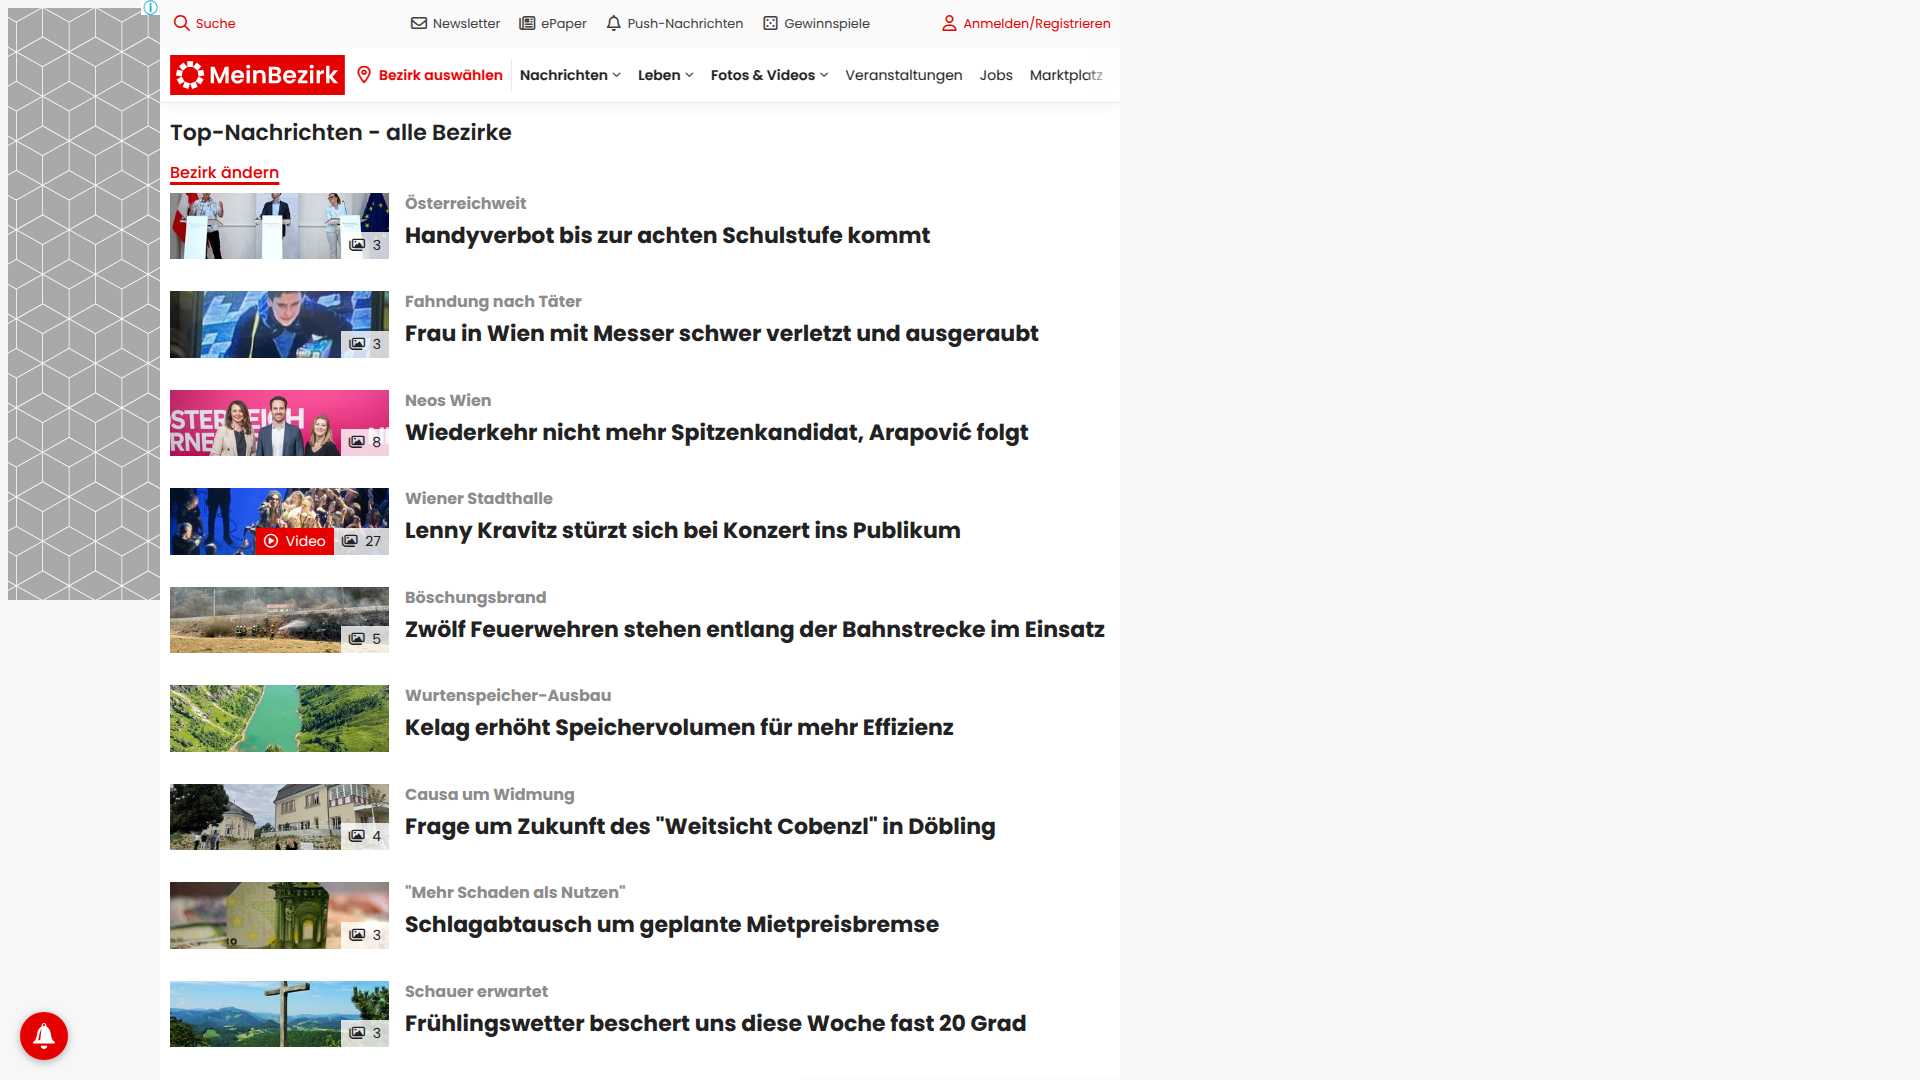 Suche
Newsletter
ePaper
Push-Nachrichten
Gewinnspiele
Anmelden/Registrieren
MeinBezirk
Bezirk auswählen
Nachrichten
Leben
Fotos & Videos
Veranstaltungen
Jobs
Marktplatz
Top-Nachrichten - alle Bezirke
Bezirk ändern
3
Österreichweit
Handyverbot bis zur achten Schulstufe kommt
3
Fahndung nach Täter
Frau in Wien mit Messer schwer verletzt und ausgeraubt
8
Neos Wien
Wiederkehr nicht mehr Spitzenkandidat, Arapović folgt
Video
27
Wiener Stadthalle
Lenny Kravitz stürzt sich bei Konzert ins Publikum
5
Böschungsbrand
Zwölf Feuerwehren stehen entlang der Bahnstrecke im Einsatz
Wurtenspeicher-Ausbau
Kelag erhöht Speichervolumen für mehr Effizienz
4
Causa um Widmung
Frage um Zukunft des "Weitsicht Cobenzl" in Döbling
3
"Mehr Schaden als Nutzen"
Schlagabtausch um geplante Mietpreisbremse
3
Schauer erwartet
Frühlingswetter beschert uns diese Woche fast 20 Grad